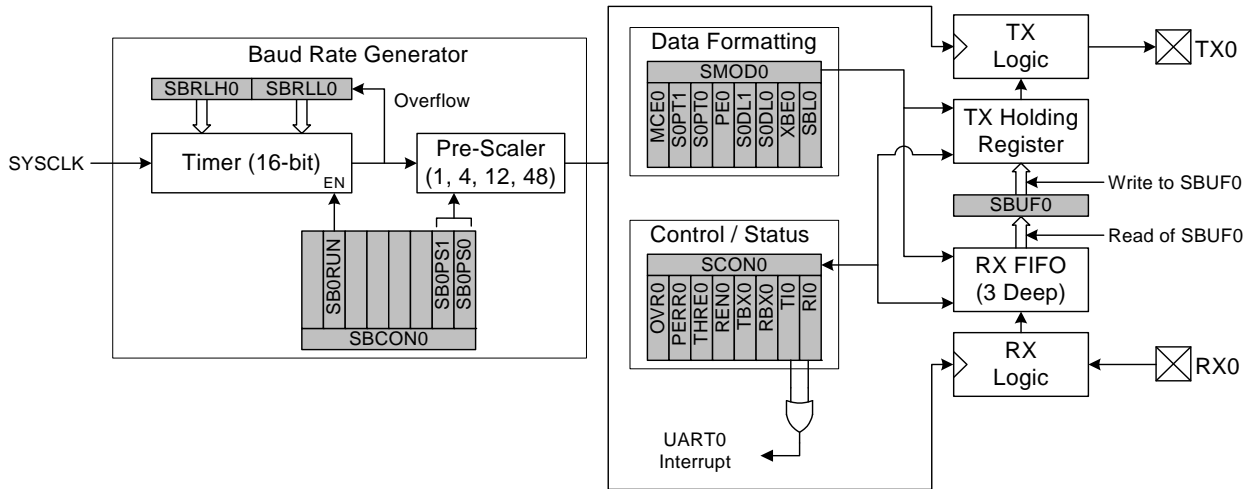 Baud Rate Generator
SBRLH0
SBRLL0
Overflow
SYSCLK
Timer (16-bit)
EN
Pre-Scaler
(1, 4, 12, 48)
SB0RUN
SB0PS1
SB0PS0
SBCON0
Data Formatting
SMOD0
MCE0
S0PT1
S0PT0
PE0
S0DL1
S0DL0
XBE0
SBL0
Control / Status
SCON0
OVR0
PERR0
THRE0
REN0
TBX0
RBX0
TI0
RI0
UART0
Interrupt
TX
Logic
TX0
TX Holding
Register
Write to SBUF0
SBUF0
Read of SBUF0
RX FIFO
(3 Deep)
RX
Logic
RX0